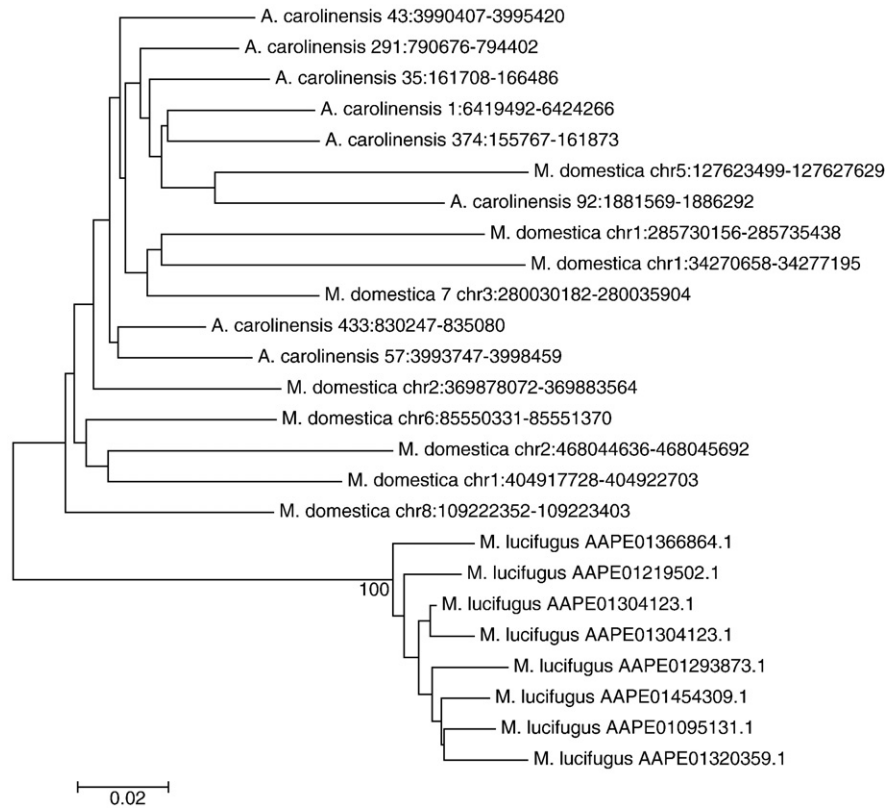 A. carolinensis 43:3990407-3995420
A. carolinensis 291:790676-794402
A. carolinensis 35:161708-166486
A. carolinensis 1:6419492-6424266
A. carolinensis 374:155767-161873
M. domestica chr5:127623499-127627629
A. carolinensis 92:1881569-1886292
M. domestica chr1:285730156-285735438
M. domestica chr1:34270658-34277195
M. domestica 7 chr3:280030182-280035904
A. carolinensis 433:830247-835080
A. carolinensis 57:3993747-3998459
M. domestica chr2:369878072-369883564
M. domestica chr6:85550331-85551370
M. domestica chr2:468044636-468045692
M. domestica chr1:404917728-404922703
M. domestica chr8:109222352-109223403
M. lucifugus AAPE01366864.1
M. lucifugus AAPE01219502.1
100
M. lucifugus AAPE01304123.1
M. lucifugus AAPE01304123.1
M. lucifugus AAPE01293873.1
M. lucifugus AAPE01454309.1
M. lucifugus AAPE01095131.1
M. lucifugus AAPE01320359.1
0.02